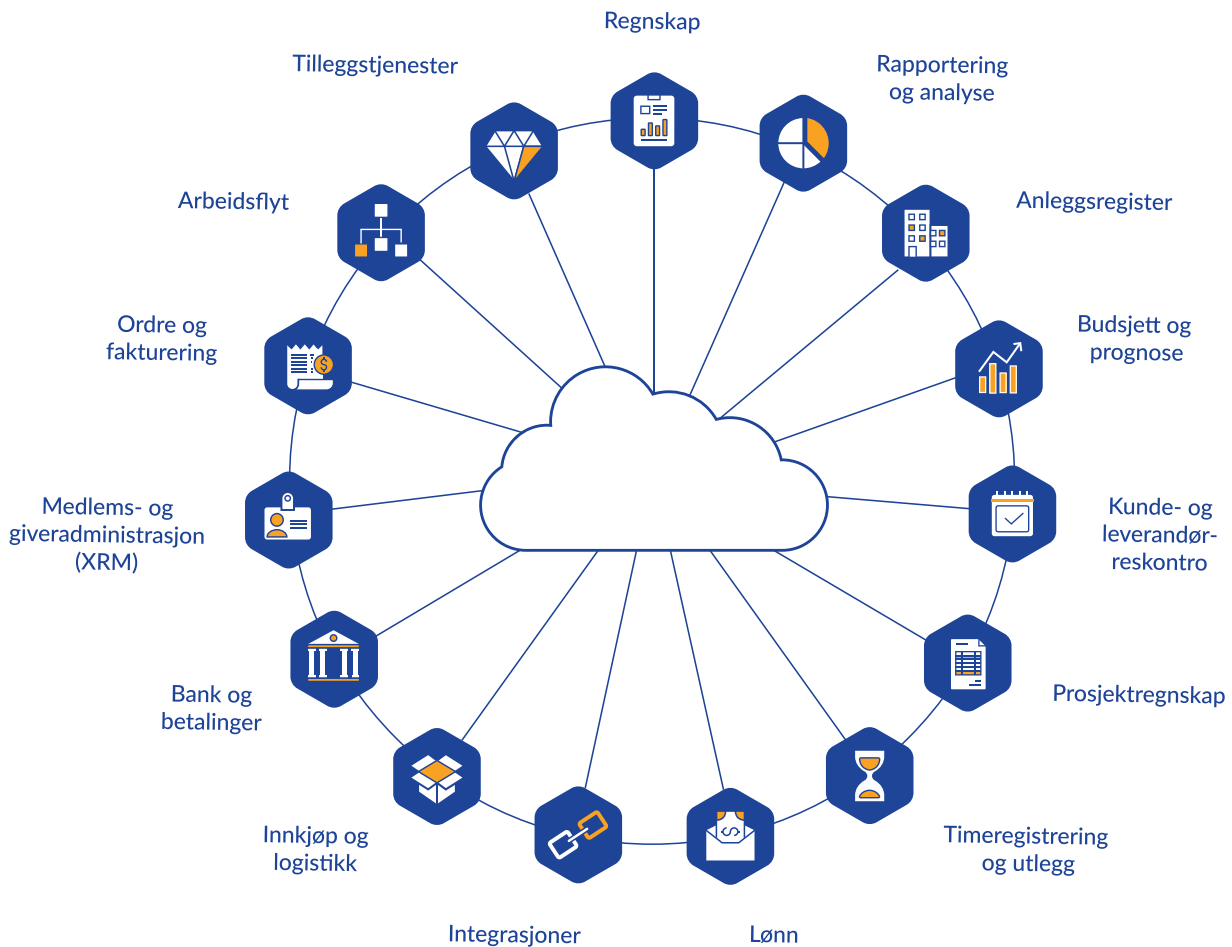 Regnskap
Rapportering
og analyse
Anleggsregister
Budsjett og
prognose
Kunde- og
leverandør-
reskontro
Prosjektregnskap
Timeregistrering
og utlegg
Lønn
Integrasjoner
Innkjøp og
logistikk
Bank og
betalinger
Medlems- og
giveradministrasjon
(XRM)
Ordre og
fakturering
$
Arbeidsflyt
Tilleggstjenester